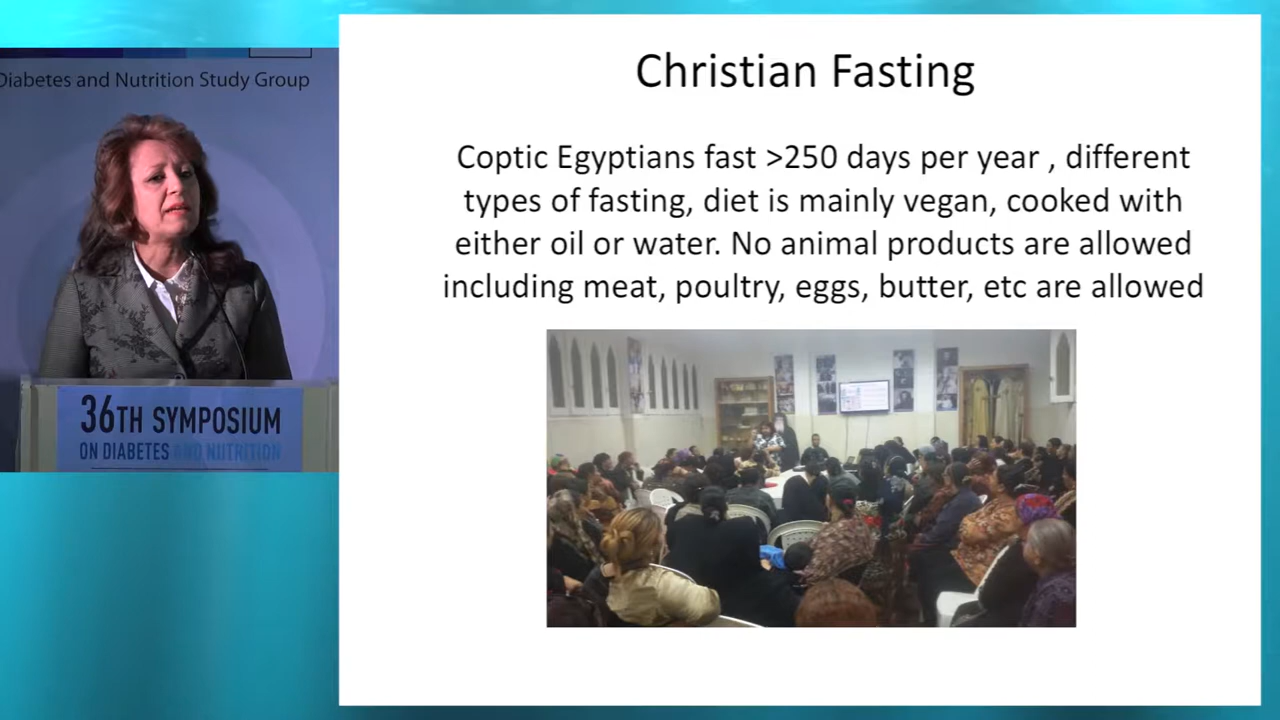 Diabetes and Nutrition Study Group
36TH SYMPOSIUM
ON DIABETES AND NUTRITION
Christian Fasting
Coptic Egyptians fast >250 days per year , different
types of fasting, diet is mainly vegan, cooked with
either oil or water. No animal products are allowed
including meat, poultry, eggs, butter, etc are allowed